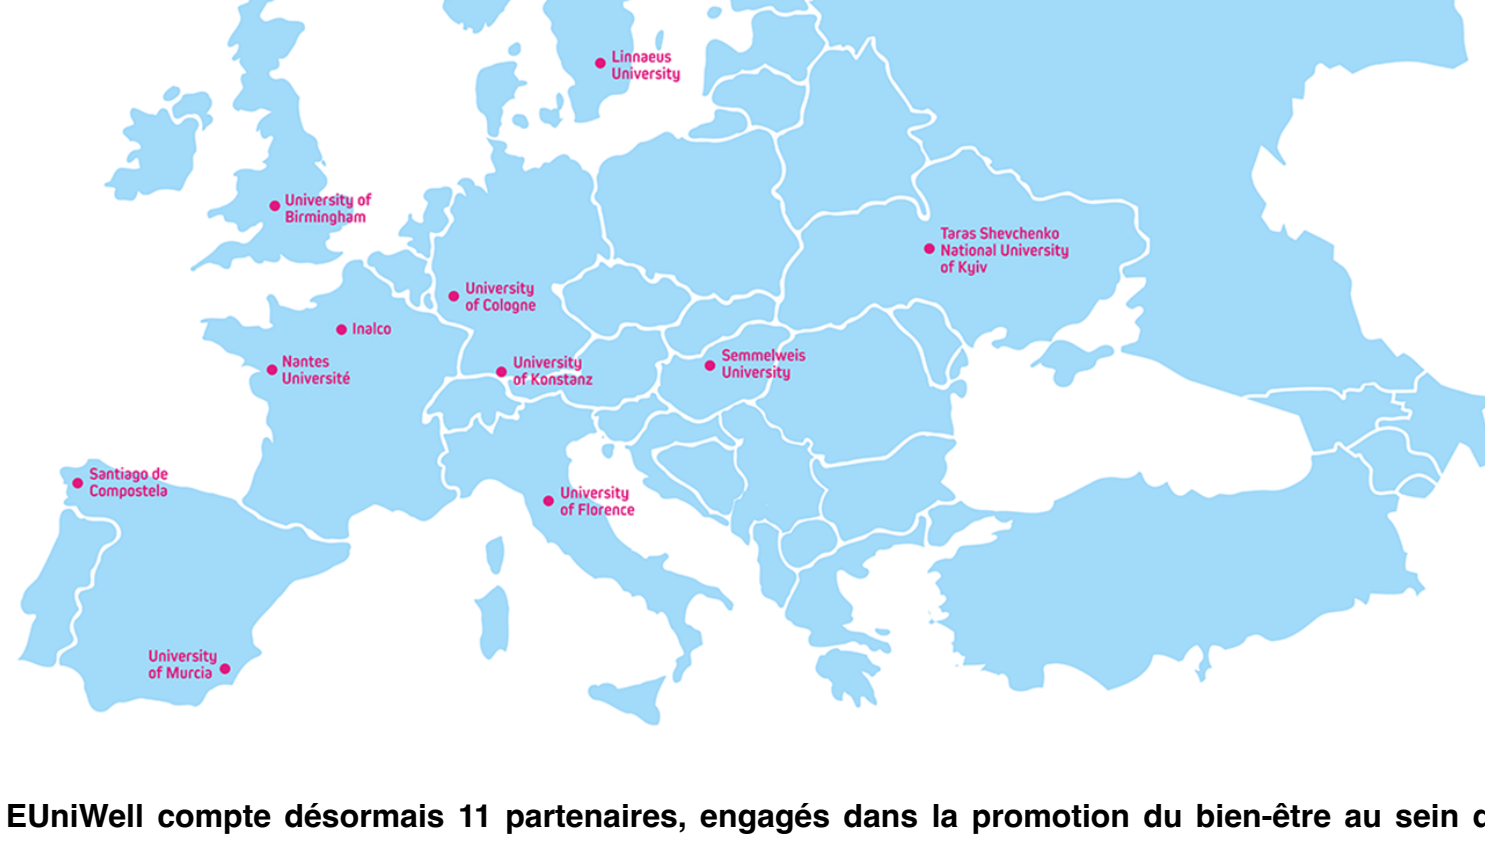 Linnaeus
University
University of
Birmingham
Taras Shevchenko
National University
of Kyiv
University
of Cologne
Inalco
Nantes
Université
University
of Konstanz
Semmelweis
University
Santiago de
Compostela
University
of Florence
University
of Murcia
EUniWell compte désormais 11 partenaires, engagés dans la promotion du bien-être au sein